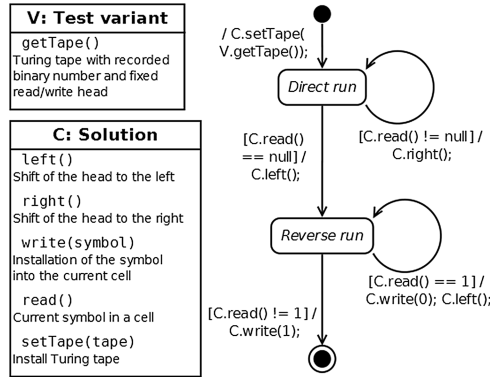 V: Test variant
getTape()
Turing tape with recorded
binary number and fixed
read/write head
C: Solution
left()
Shift of the head to the left
right()
Shift of the head to the right
write(symbol)
Installation of the symbol
into the current cell
read()
Current symbol in a cell
setTape(tape)
Install Turing tape
/ C.setTape(
V.getTape());
Direct run
[C.read() != null] /
C.right();
[C.read()
== null] /
C.left();
Reverse run
[C.read() == 1] /
C.write(0); C.left();
[C.read() != 1] /
C.write(1);